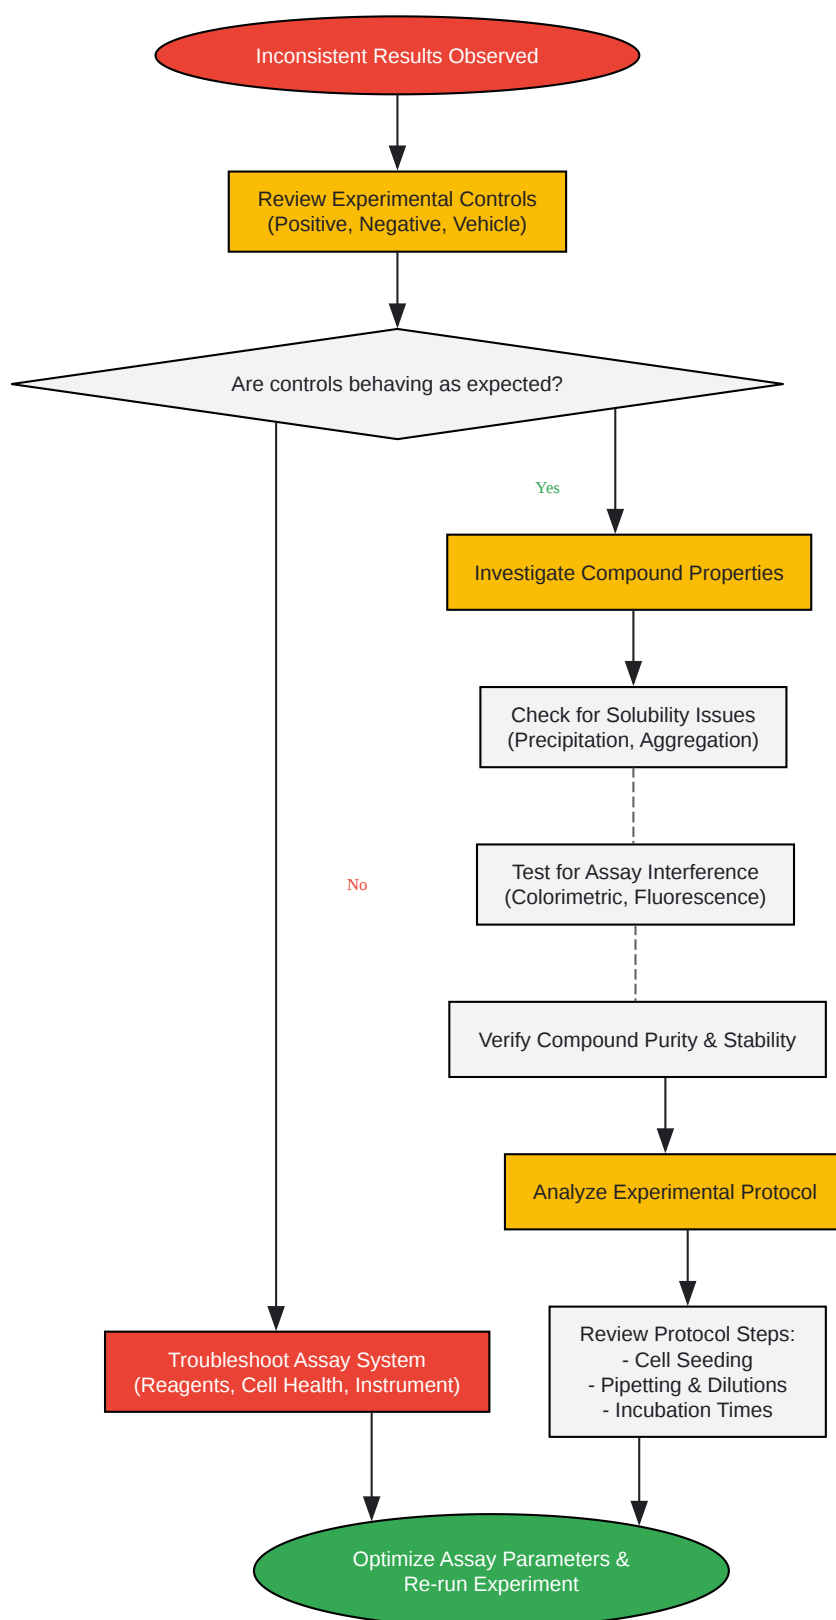 Inconsistent Results Observed
Review Experimental Controls
(Positive, Negative, Vehicle)
Are controls behaving as expected?
Yes
Investigate Compound Properties
Check for Solubility Issues
(Precipitation, Aggregation)
Test for Assay Interference
(Colorimetric, Fluorescence)
No
Verify Compound Purity & Stability
Analyze Experimental Protocol
Review Protocol Steps:
- Cell Seeding
- Pipetting & Dilutions
- Incubation Times
Troubleshoot Assay System
(Reagents, Cell Health, Instrument)
Optimize Assay Parameters &
Re-run Experiment